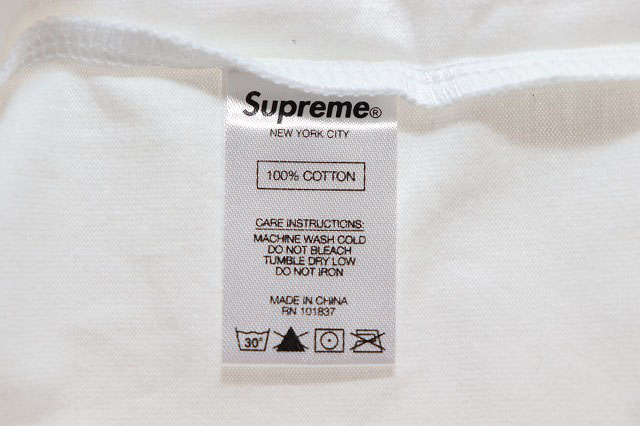 Supreme®
NEW YORK CITY
100% COTTON
CARE INSTRUCTIONS:
MACHINE WASH COLD
DO NOT BLEACH
TUMBLE DRY LOW
DO NOT IRON
MADE IN CHINA
RN 101837
30°